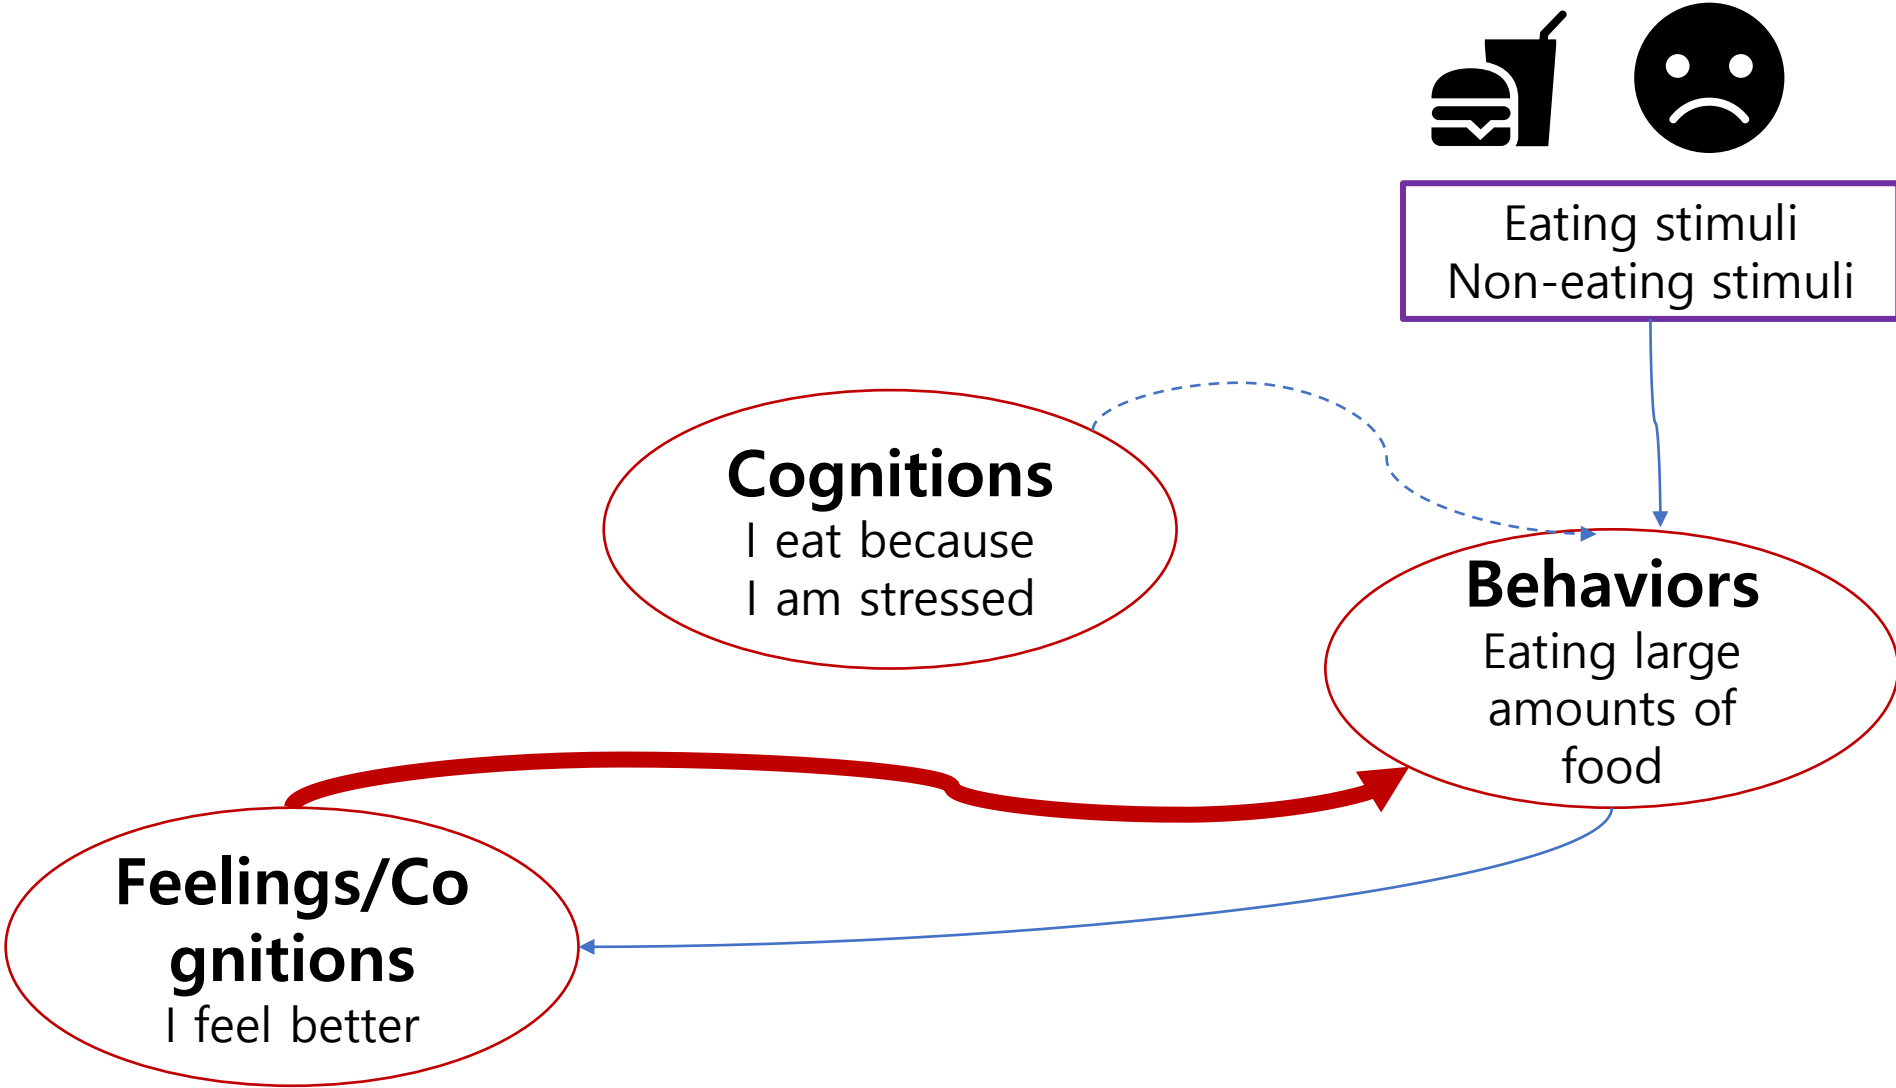 Eating stimuli
Non-eating stimuli
Cognitions
I eat because
I am stressed
Behaviors
Eating large
amounts of
food
Feelings/Co
gnitions
I feel better